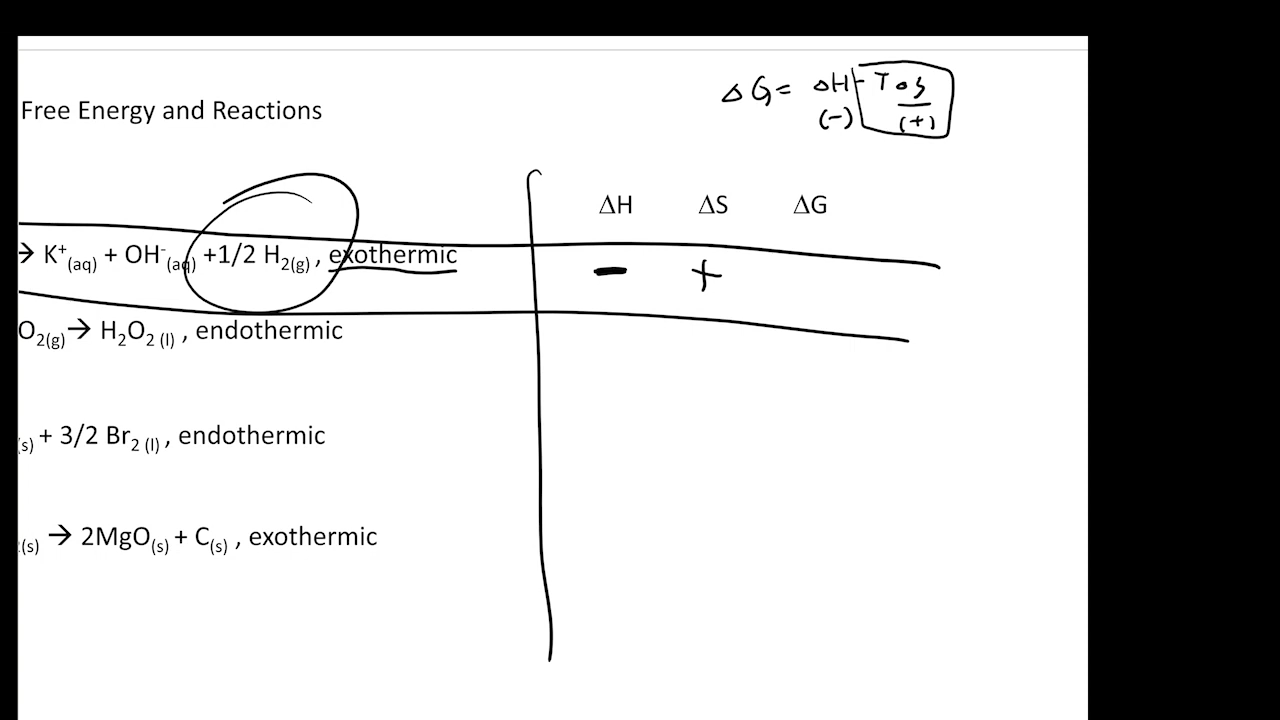 ΔG = ΔH - TΔS
(-) (+)
Free Energy and Reactions
ΔH ΔS ΔG
→ K⁺(aq) + OH⁻(aq) +1/2 H₂(g) , exothermic - +
O₂(g)→ H₂O₂ (l) , endothermic
(s) + 3/2 Br₂ (l) , endothermic
(s) → 2MgO(s) + C(s) , exothermic